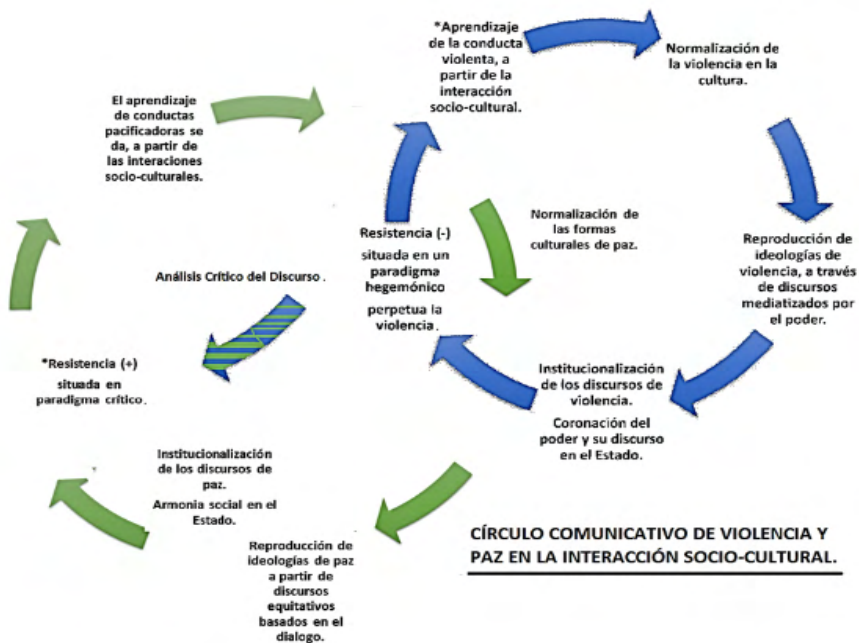 *Aprendizaje
de la conducta
violenta, a
partir de la
interacción
socio-cultural.
Normalización de
la violencia en la
cultura.
Reproducción de
ideologías de
violencia, a través
de discursos
mediatizados por
el poder.
Institucionalización
de los discursos de
violencia.
Coronación del
poder y su discurso
en el Estado.
Resistencia (-)
situada en un
paradigma
hegemónico
perpetua la
violencia.
El aprendizaje
de conductas
pacificadoras se
da, a partir de
las interaciones
socio-culturales.
Normalización de
las formas
culturales de paz.
Reproducción de
ideologías de paz
a partir de
discursos
equitativos
basados en el
dialogo.
Institucionalización
de los discursos de
paz.
Armonia social en el
Estado.
*Resistencia (+)
situada en
paradigma crítico.
Análisis Crítico del Discurso.
CÍRCULO COMUNICATIVO DE VIOLENCIA Y
PAZ EN LA INTERACCIÓN SOCIO-CULTURAL.